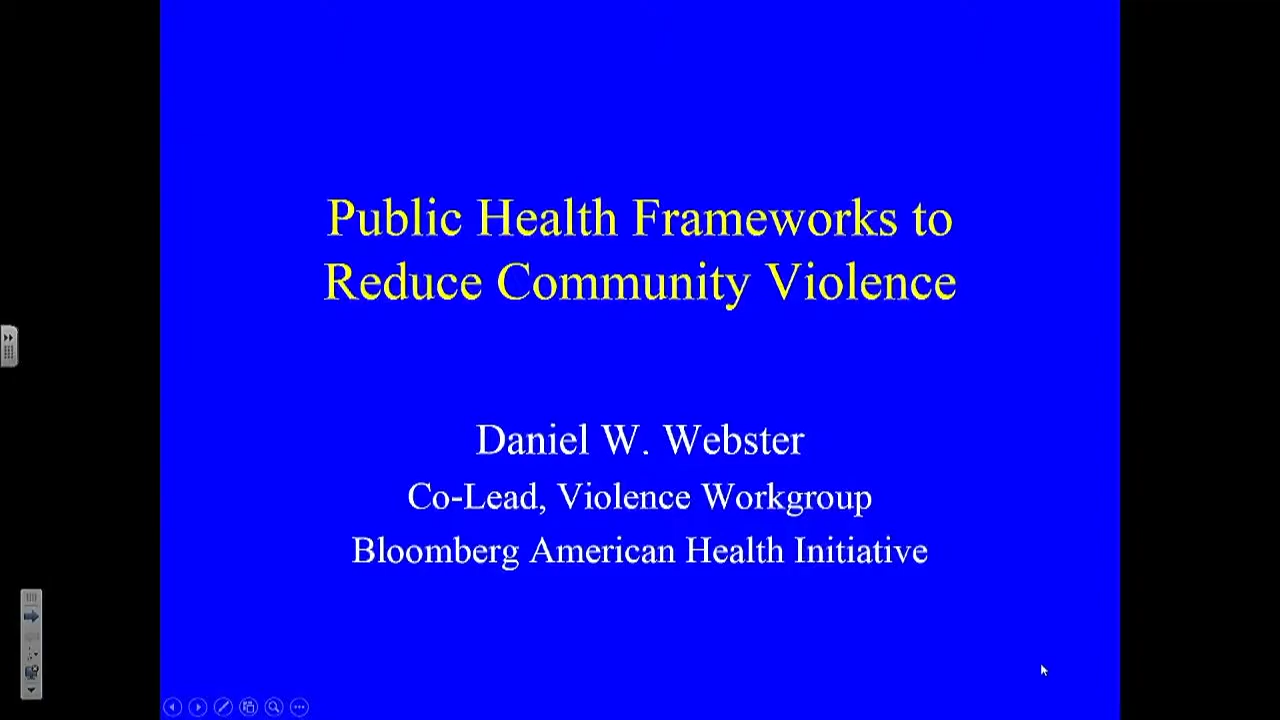 Public Health Frameworks to
Reduce Community Violence
Daniel W. Webster
Co-Lead, Violence Workgroup
Bloomberg American Health Initiative